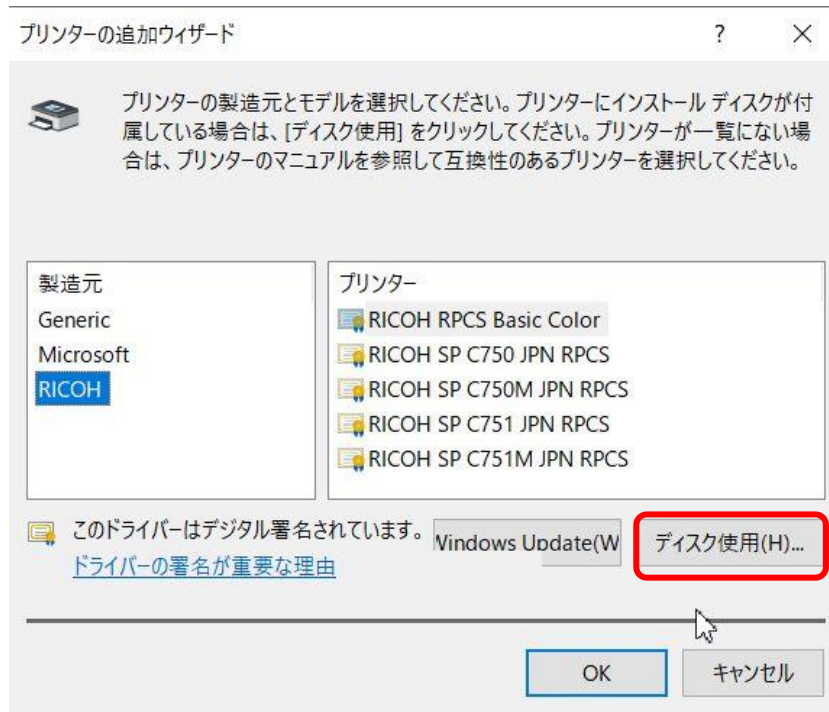 プリンターの追加ウィザード
?
プリンターの製造元とモデルを選択してください。プリンターにインストール ディスクが付
属している場合は、[ディスク使用] をクリックしてください。プリンターが一覧にない場
合は、プリンターのマニュアルを参照して互換性のあるプリンターを選択してください。
製造元
Generic
Microsoft
RICOH
プリンター
RICOH RPCS Basic Color
RICOH SP C750 JPN RPCS
RICOH SP C750M JPN RPCS
RICOH SP C751 JPN RPCS
RICOH SP C751M JPN RPCS
このドライバーはデジタル署名されています。
ドライバーの署名が重要な理由
Windows Update(W
ディスク使用(H)...
OK
キャンセル